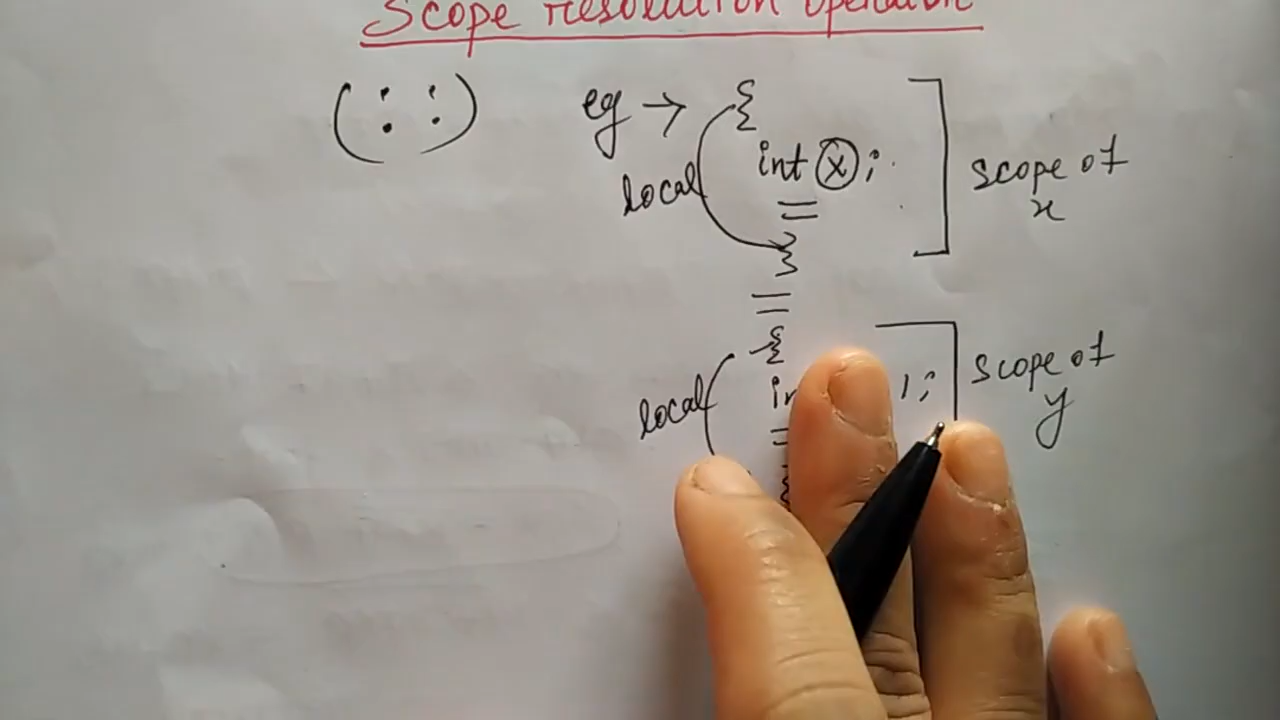 Scope resolution operator
(::)
eg → {
local
int x;
}
scope of
x
{
local
scope of
y